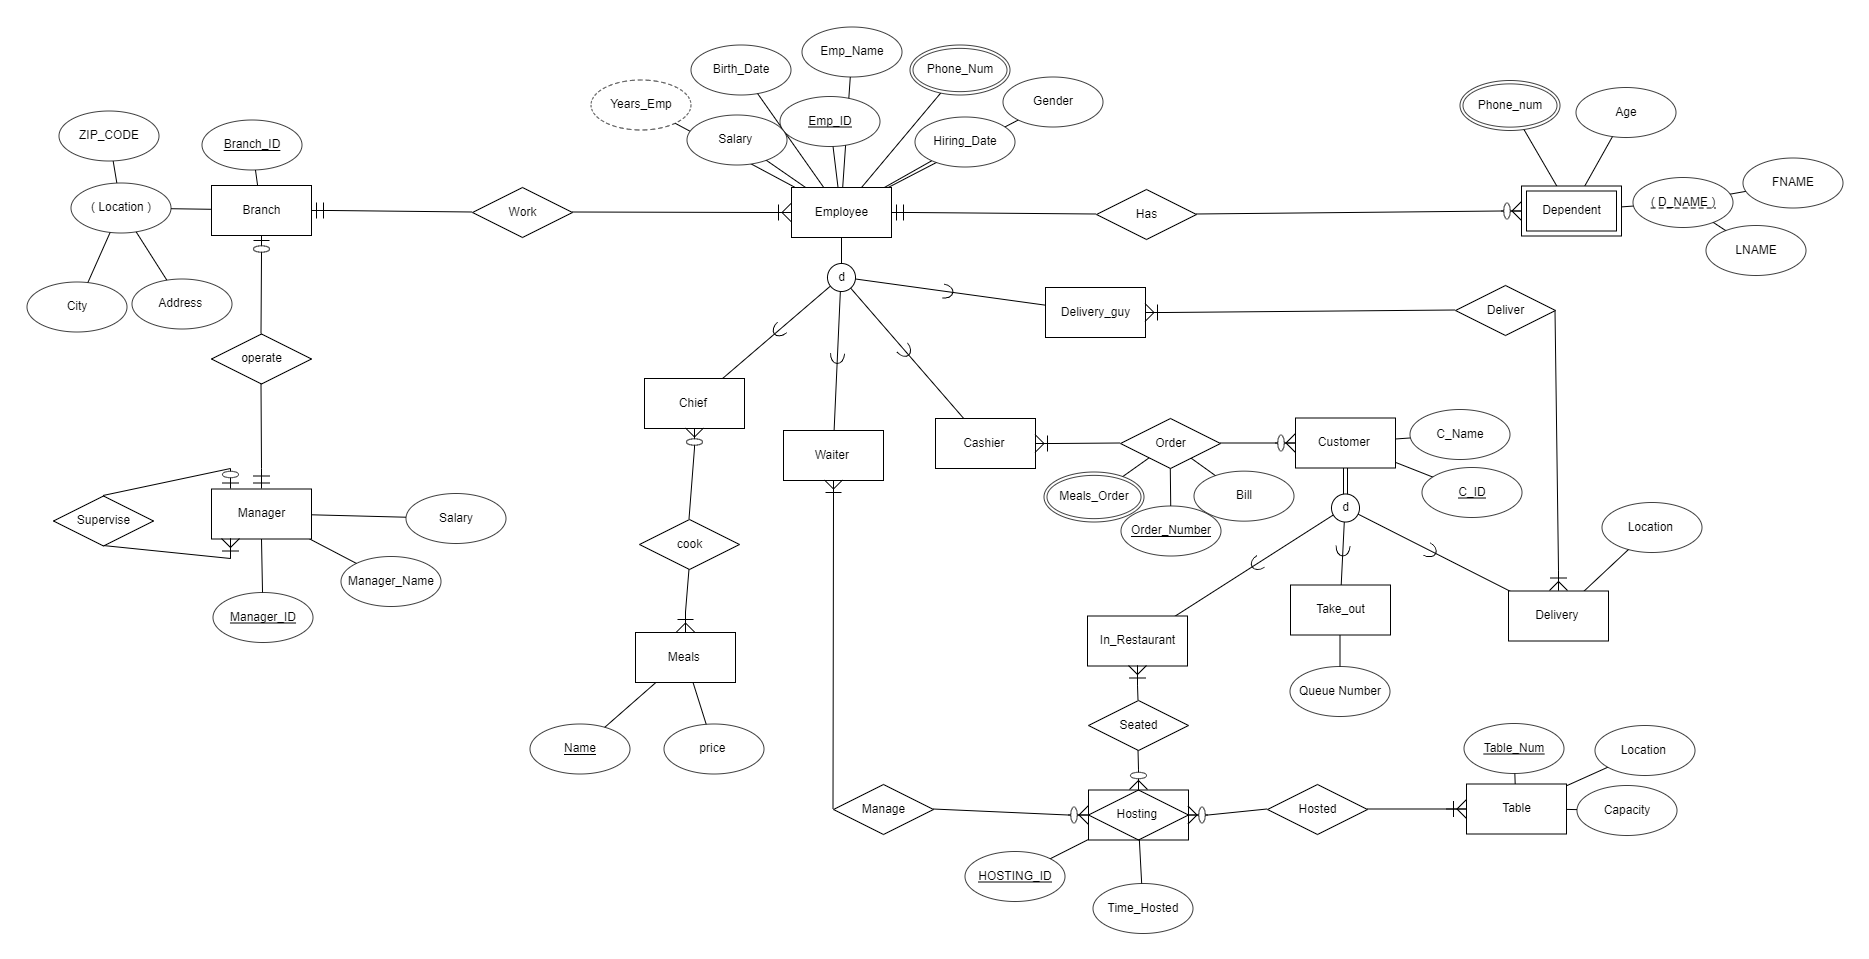 Emp_Name
Birth_Date
Phone_Num
Years_Emp
Gender
Emp_ID
Salary
Hiring_Date
Phone_num
Age
ZIP_CODE
Branch_ID
( Location )
Branch
Work
Employee
Has
Dependent
( D_NAME )
FNAME
LNAME
City
Address
d
Delivery_guy
Deliver
operate
Chief
Waiter
Cashier
Order
Customer
C_Name
C_ID
Meals_Order
Bill
Order_Number
d
Supervise
Manager
Salary
Manager_Name
Manager_ID
cook
Location
In_Restaurant
Take_out
Delivery
Meals
Queue Number
Name
price
Seated
Table_Num
Location
Manage
Hosting
Hosted
Table
Capacity
HOSTING_ID
Time_Hosted